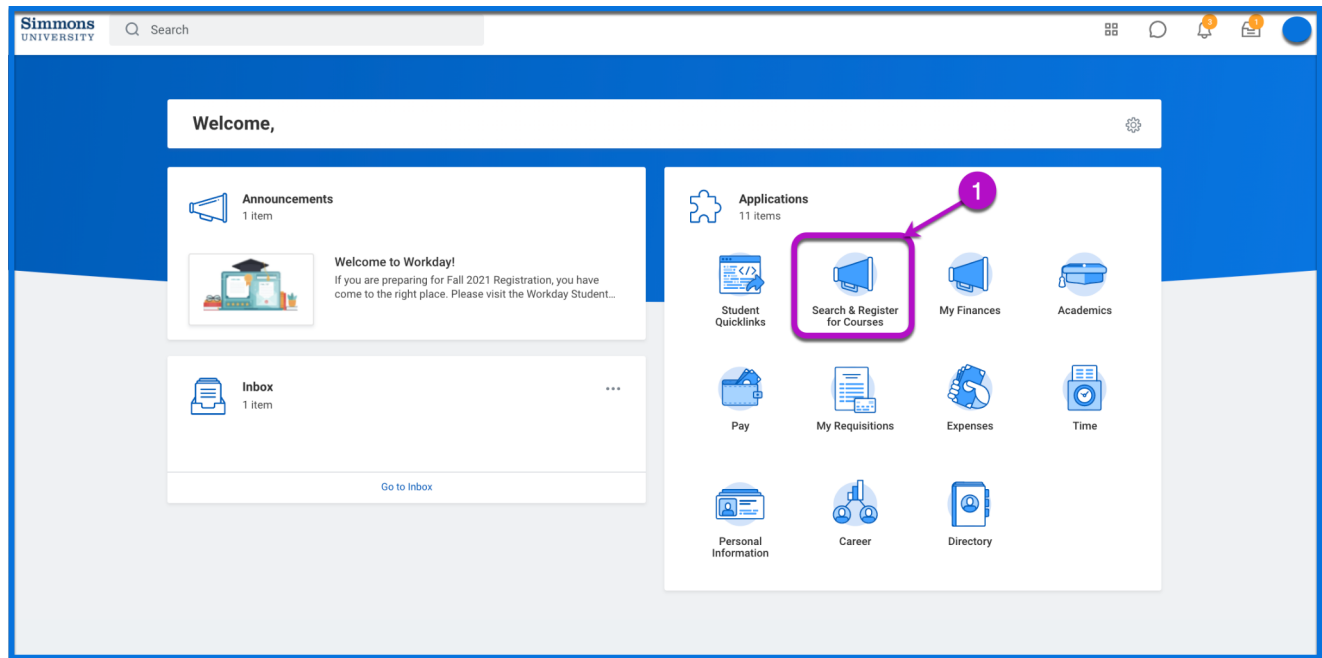 Simmons
UNIVERSITY
Search
3
1
Welcome,
Announcements
1 item
Welcome to Workday!
If you are preparing for Fall 2021 Registration, you have
come to the right place. Please visit the Workday Student...
Inbox
1 item
Go to Inbox
Applications
11 items
1
Student
Quicklinks
Search & Register
for Courses
My Finances
Academics
Pay
My Requisitions
Expenses
Time
Personal
Information
Career
Directory